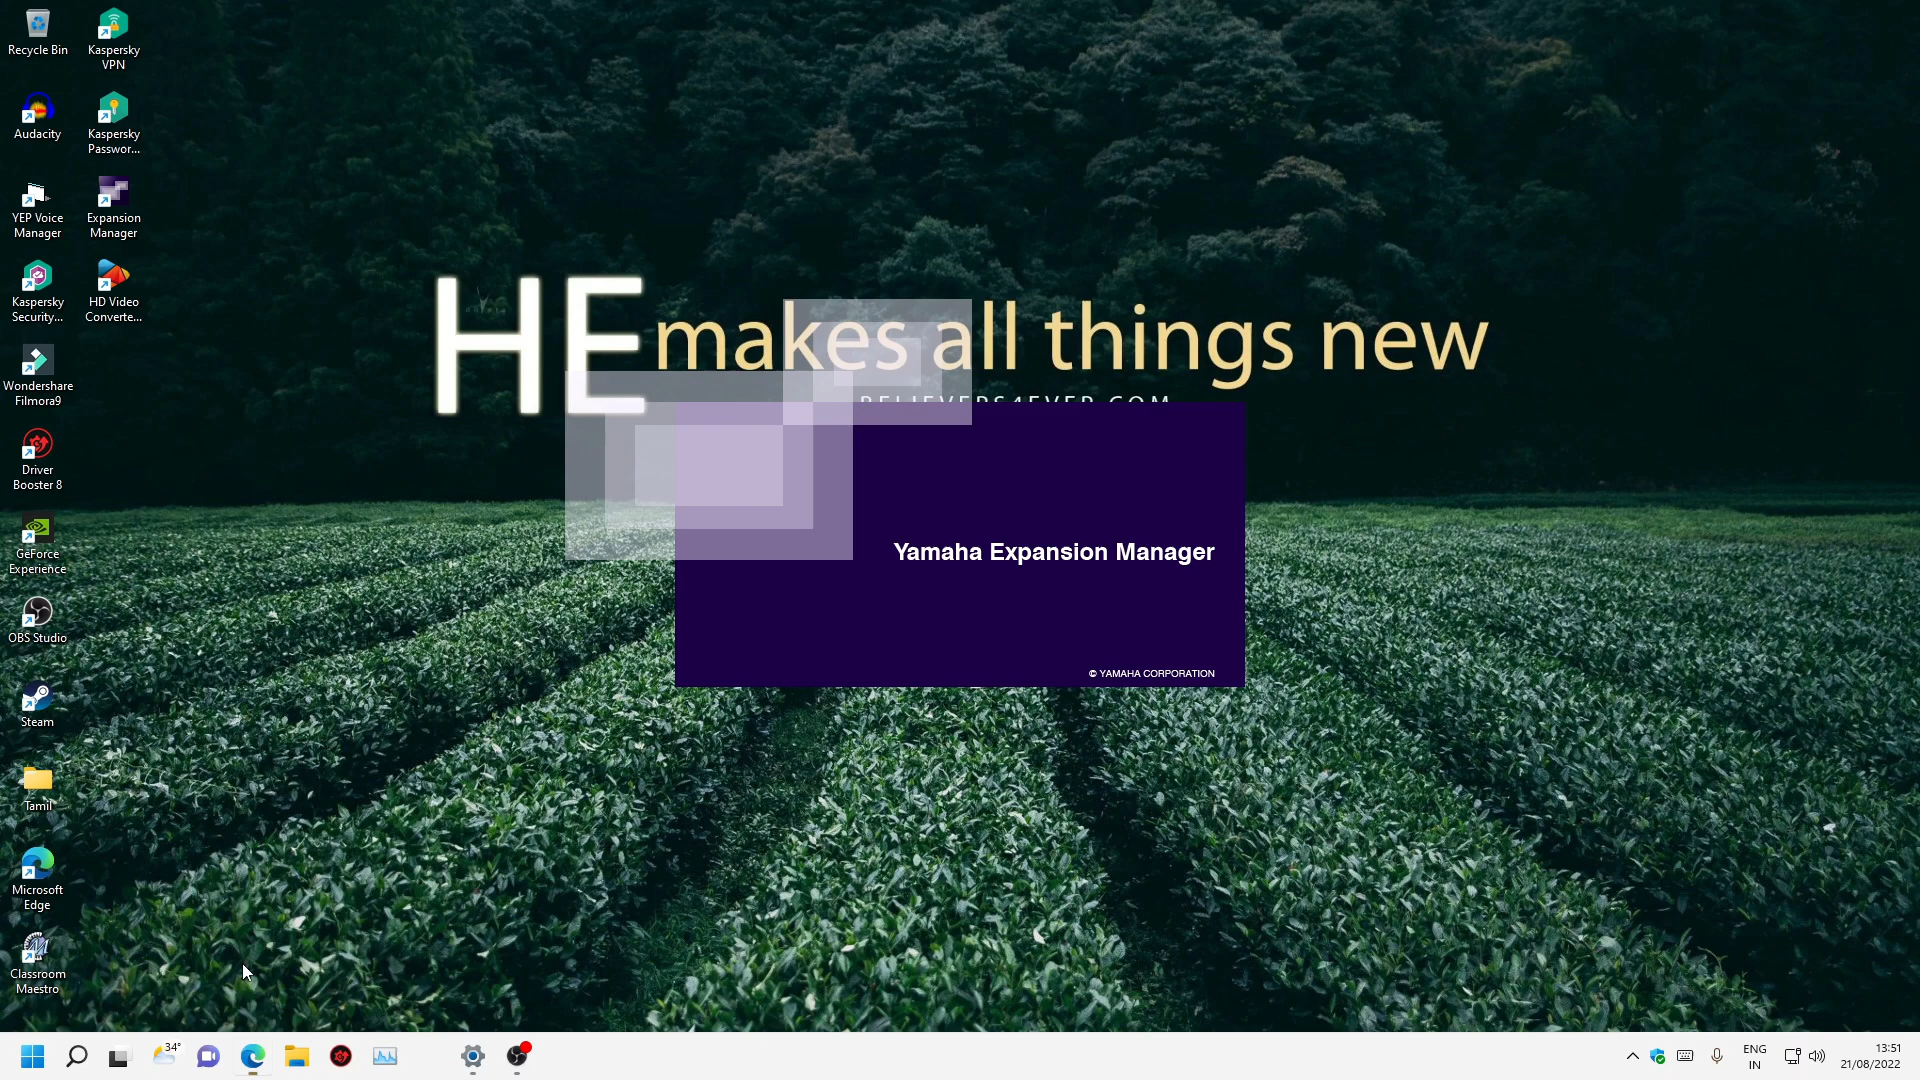 Recycle Bin
Kaspersky
VPN
Audacity
Kaspersky
Passwor...
YEP Voice
Manager
Expansion
Manager
Kaspersky
Security...
HD Video
Converte...
Wondershare
Filmora9
Driver
Booster 8
GeForce
Experience
OBS Studio
Steam
Tamil
Microsoft
Edge
Classroom
Maestro
HE makes all things new
BELIEVERS4EVER.COM
Yamaha Expansion Manager
© YAMAHA CORPORATION
34°
ENG
IN
13:51
21/08/2022